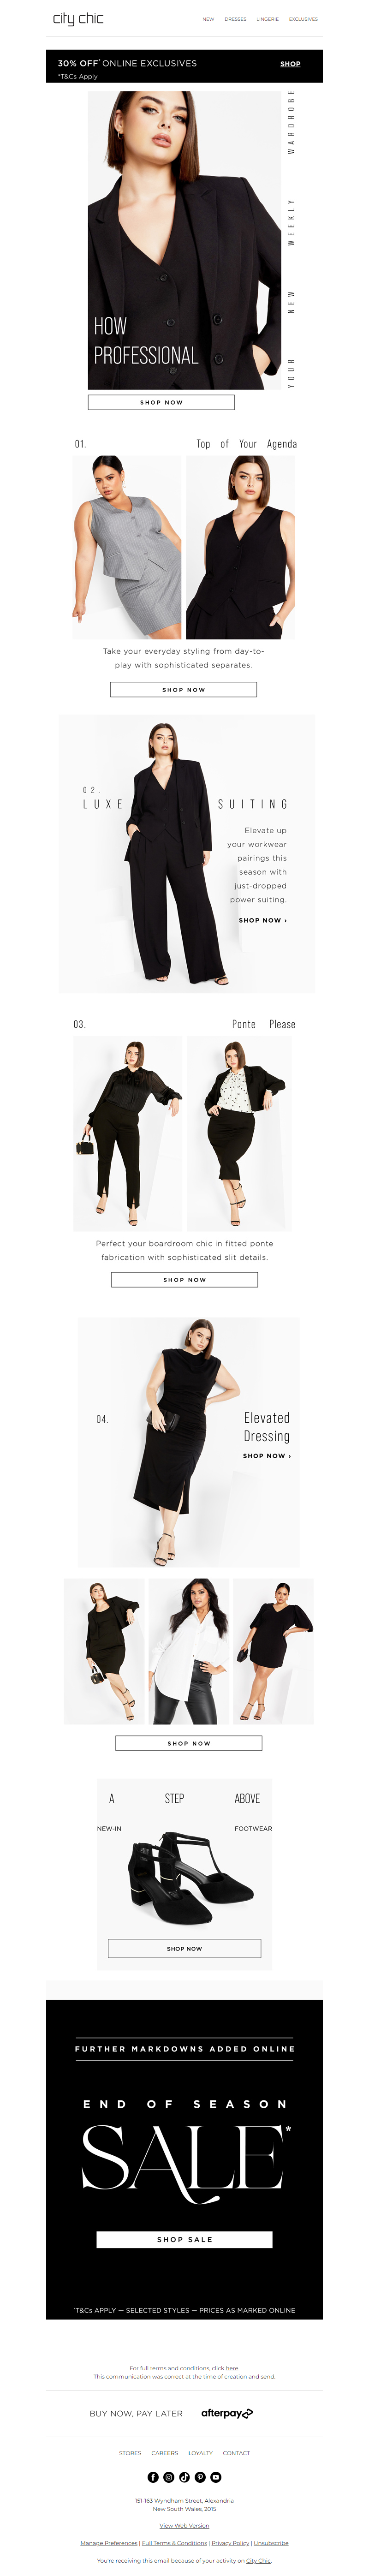 city chic
NEW DRESSES LINGERIE EXCLUSIVES
30% OFF* ONLINE EXCLUSIVES
SHOP
*T&Cs Apply
YOUR NEW WEEKLY WARDROBE
HOW
PROFESSIONAL
SHOP NOW
01. Top of Your Agenda
Take your everyday styling from day-to-
play with sophisticated separates.
SHOP NOW
02.
LUXE SUITING
Elevate up
your workwear
pairings this
season with
just-dropped
power suiting.
SHOP NOW ›
03. Ponte Please
Perfect your boardroom chic in fitted ponte
fabrication with sophisticated slit details.
SHOP NOW
04.
Elevated
Dressing
SHOP NOW ›
SHOP NOW
A STEP ABOVE
NEW-IN FOOTWEAR
SHOP NOW
FURTHER MARKDOWNS ADDED ONLINE
END OF SEASON
SALE*
SHOP SALE
*T&Cs APPLY — SELECTED STYLES — PRICES AS MARKED ONLINE
For full terms and conditions, click here.
This communication was correct at the time of creation and send.
BUY NOW, PAY LATER afterpay
STORES CAREERS LOYALTY CONTACT
151-163 Wyndham Street, Alexandria
New South Wales, 2015
View Web Version
Manage Preferences | Full Terms & Conditions | Privacy Policy | Unsubscribe
You're receiving this email because of your activity on City Chic.